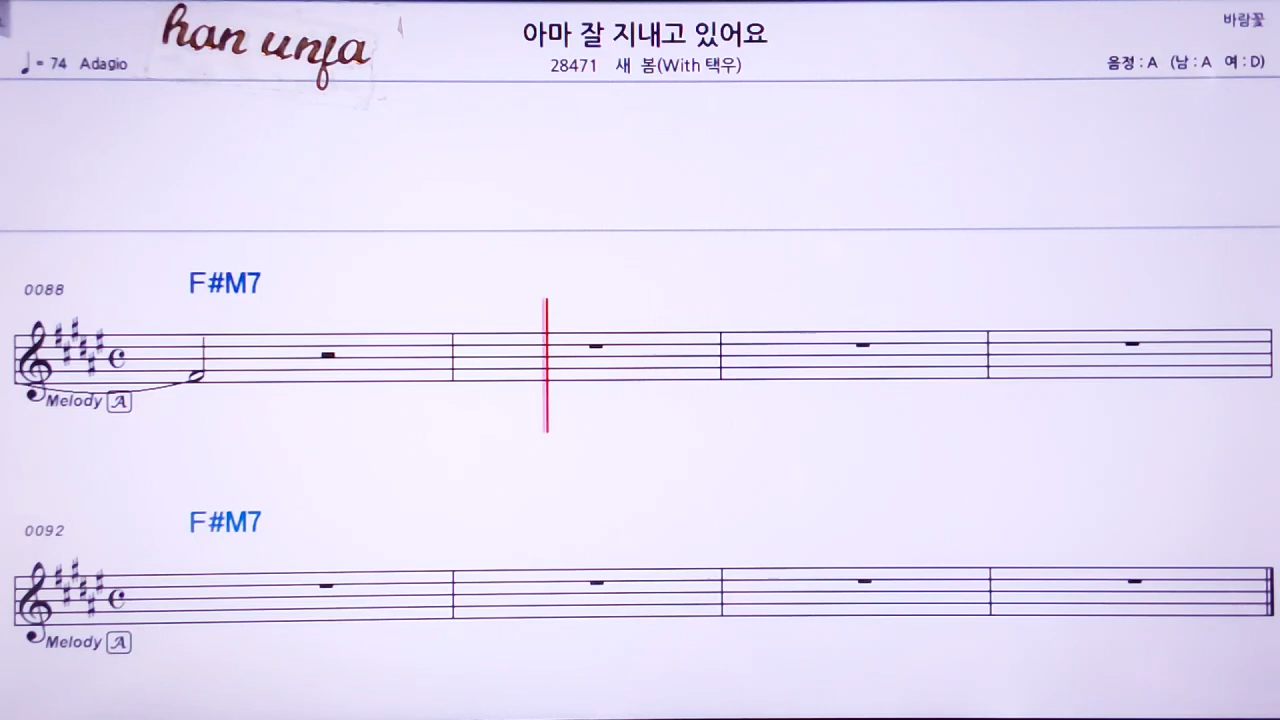 han unfa
아마 잘 지내고 있어요
바람꽃
♩= 74 Adagio
28471 새 봄(With 택우)
음정 : A (남 : A 여 : D)
0088
F#M7
Melody A
0092
F#M7
Melody A